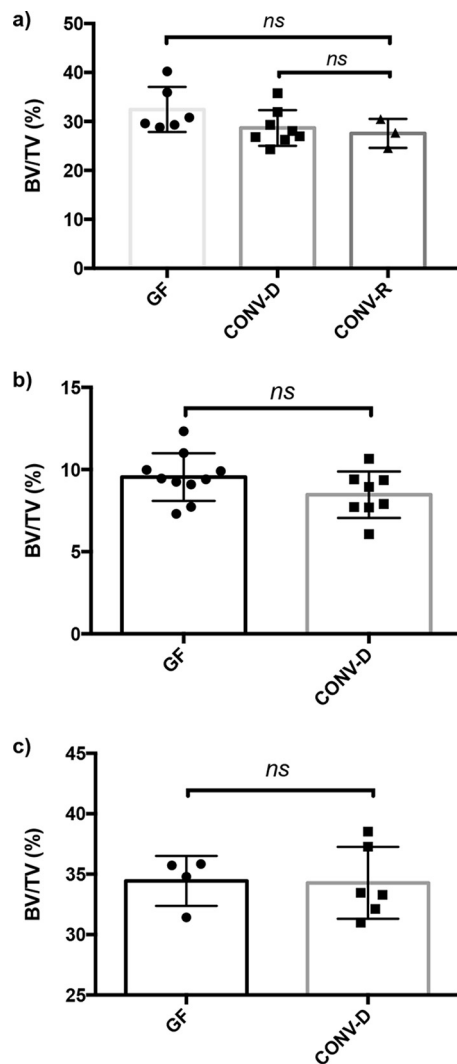 a)
ns
ns
BV/TV (%)
50
40
30
20
10
0
GF
CONV-D
CONV-R
b)
ns
BV/TV (%)
15
10
5
0
GF
CONV-D
c)
ns
BV/TV (%)
45
40
35
30
25
GF
CONV-D